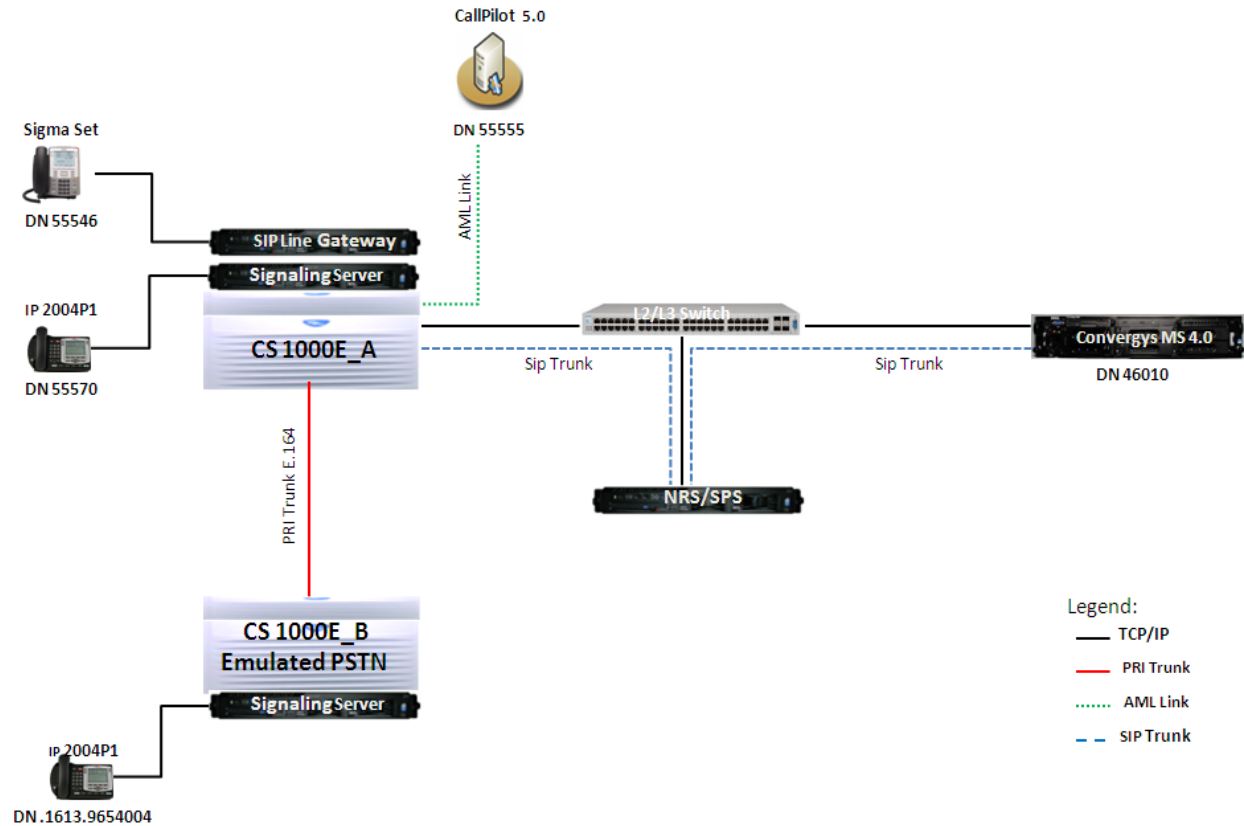 CallPilot 5.0
DN 55555
Sigma Set
DN 55546
AML Link
SIP Line Gateway
Signaling Server
IP 2004P1
DN 55570
CS 1000E_A
L2/L3 Switch
Convergys MS 4.0
DN 46010
Sip Trunk
Sip Trunk
PRI Trunk E.164
NRS/SPS
CS 1000E_B
Emulated PSTN
Signaling Server
IP 2004P1
DN .1613.9654004
Legend:
TCP/IP
PRI Trunk
AML Link
SIP Trunk